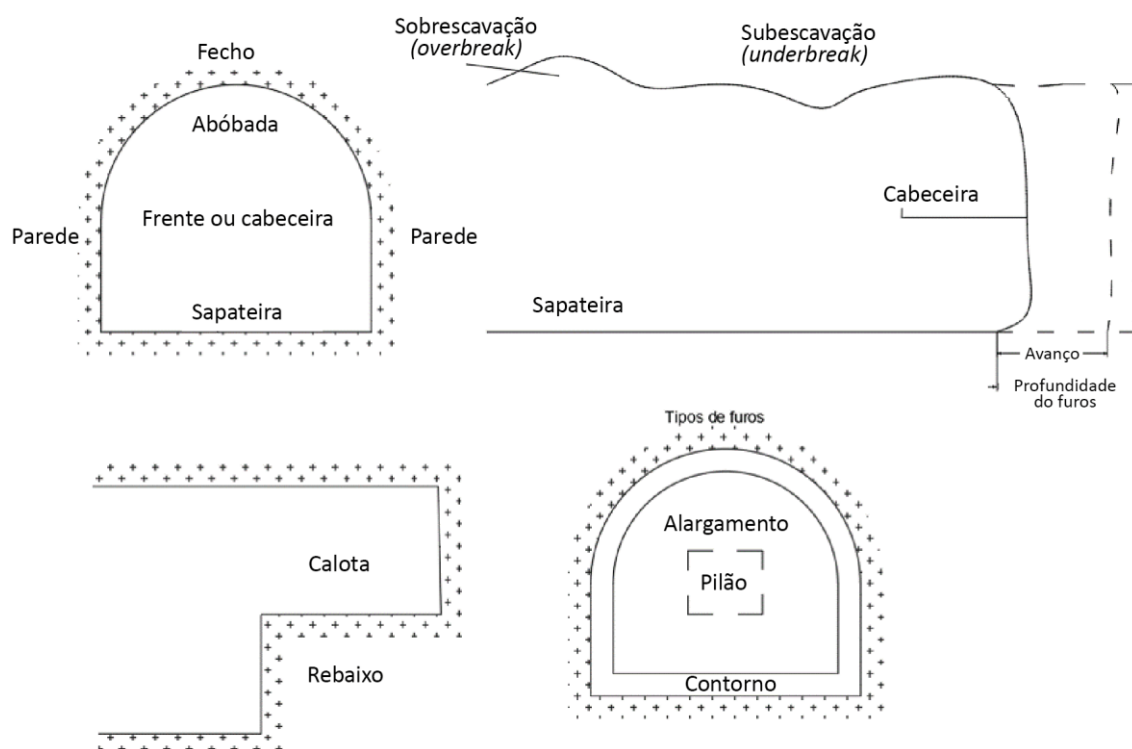 Fecho
Abóbada
Frente ou cabeceira
Parede
Parede
Sapateira
Sobrescavação
(overbreak)
Subescavação
(underbreak)
Cabeceira
Sapateira
Avanço
Profundidade
do furos
Calota
Rebaixo
Tipos de furos
Alargamento
Pilão
Contorno